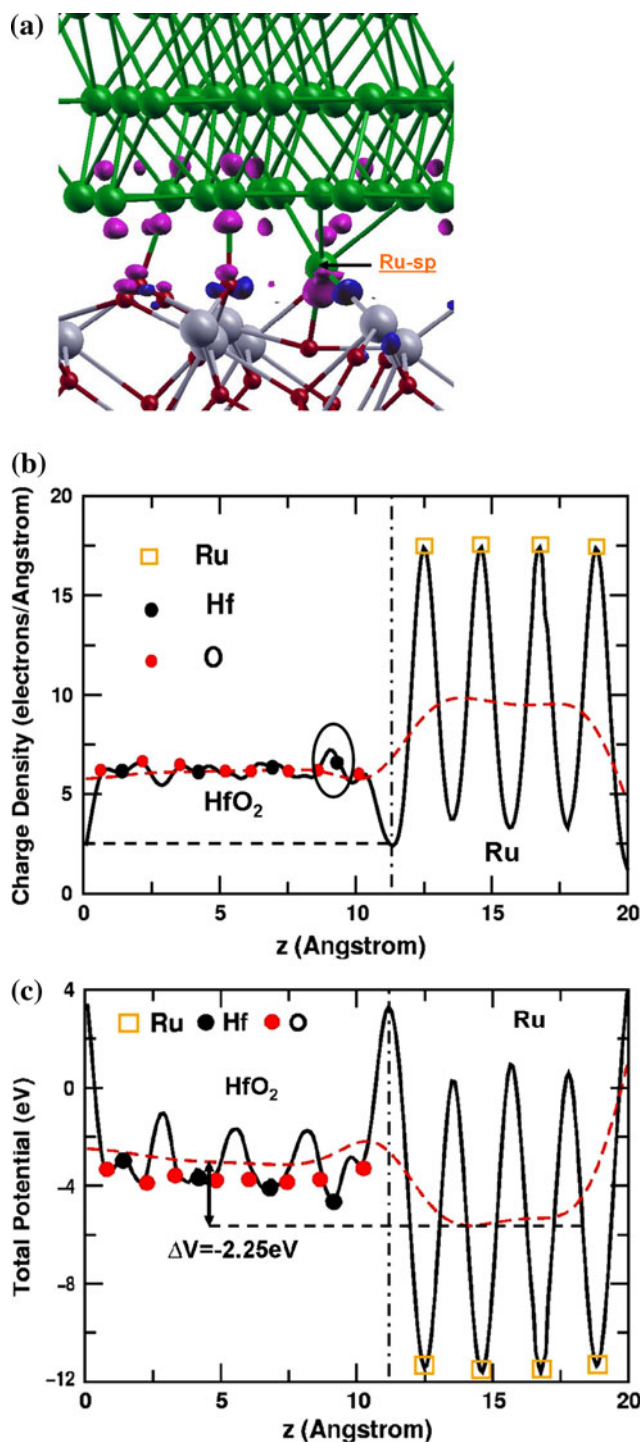 (a)
Ru-sp
(b)
Charge Density (electrons/Angstrom)
20
15
10
5
0
Ru
Hf
O
HfO2
Ru
0 5 10 15 20
z (Angstrom)
(c)
Total Potential (eV)
4
0
−4
−8
−12
Ru Hf O
Ru
HfO2
ΔV=-2.25eV
0 5 10 15 20
z (Angstrom)